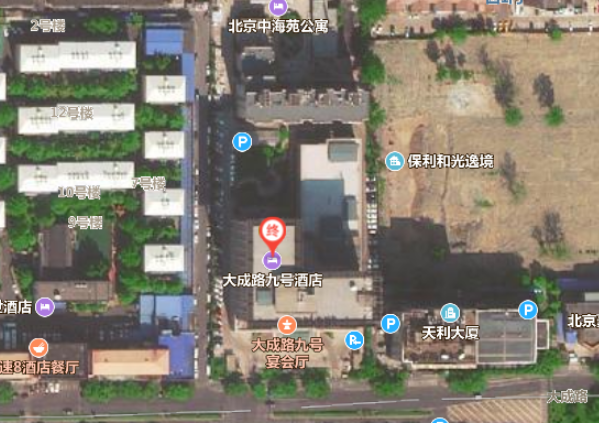 2号楼
北京中海苑公寓
12号楼
P
保利和光逸境
7号楼
10号楼
9号楼
终
大成路九号酒店
酒店
P
P
天利大厦
北京
大成路九号
宴会厅
速8酒店餐厅
大成路